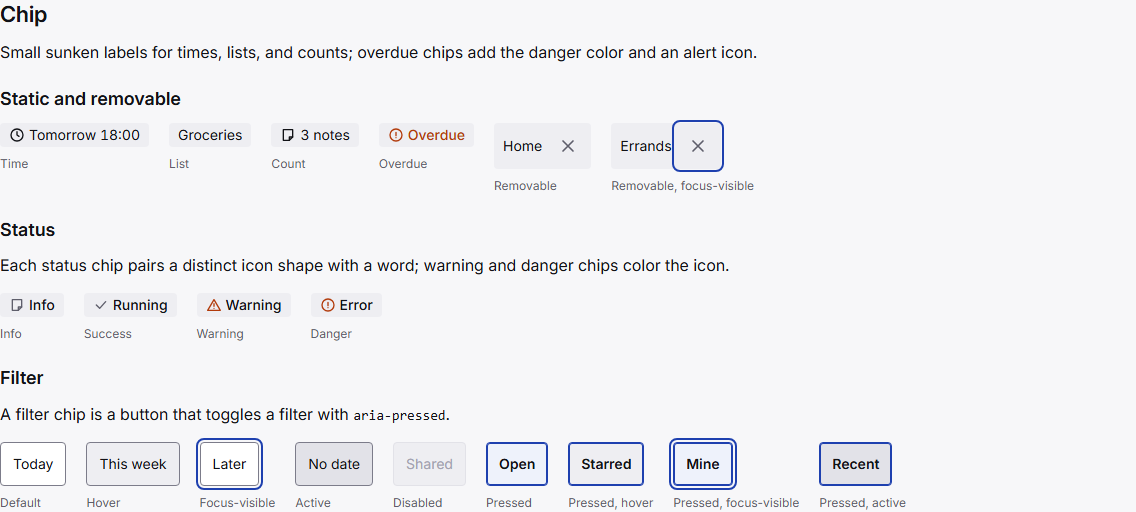 Chip
Small sunken labels for times, lists, and counts; overdue chips add the danger color and an alert icon.
Static and removable
Tomorrow 18:00 Groceries 3 notes Overdue Home Errands
Time List Count Overdue Removable Removable, focus-visible
Status
Each status chip pairs a distinct icon shape with a word; warning and danger chips color the icon.
Info Running Warning Error
Info Success Warning Danger
Filter
A filter chip is a button that toggles a filter with aria-pressed.
Today This week Later No date Shared Open Starred Mine Recent
Default Hover Focus-visible Active Disabled Pressed Pressed, hover Pressed, focus-visible Pressed, active